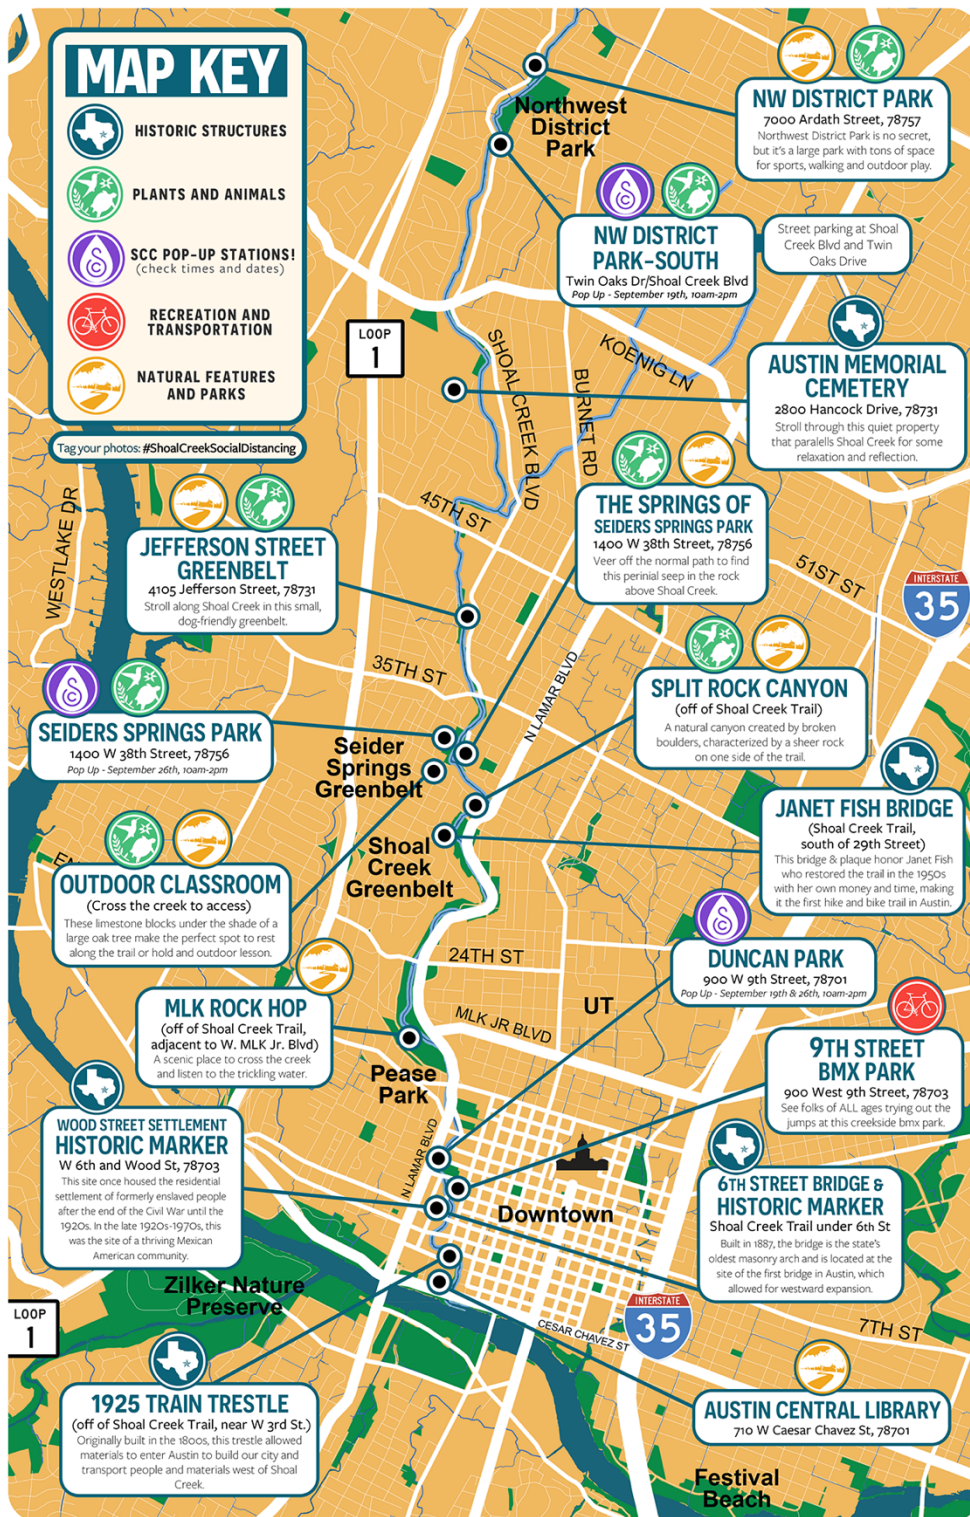 MAP KEY
HISTORIC STRUCTURES
PLANTS AND ANIMALS
SCC POP-UP STATIONS!
(check times and dates)
RECREATION AND
TRANSPORTATION
NATURAL FEATURES
AND PARKS
Tag your photos: #ShoalCreekSocialDistancing
Northwest
District
Park
NW DISTRICT PARK
7000 Ardath Street, 78757
Northwest District Park is no secret,
but it's a large park with tons of space
for sports, walking and outdoor play.
NW DISTRICT
PARK-SOUTH
Twin Oaks Dr/Shoal Creek Blvd
Pop Up - September 19th, 10am-2pm
Street parking at Shoal
Creek Blvd and Twin
Oaks Drive
LOOP
1
SHOAL CREEK BLVD
BURNET RD
KOENIG LN
AUSTIN MEMORIAL
CEMETERY
2800 Hancock Drive, 78731
Stroll through this quiet property
that paralells Shoal Creek for some
relaxation and reflection.
WESTLAKE DR
45TH ST
THE SPRINGS OF
SEIDERS SPRINGS PARK
1400 W 38th Street, 78756
Veer off the normal path to find
this perinial seep in the rock
above Shoal Creek.
JEFFERSON STREET
GREENBELT
4105 Jefferson Street, 78731
Stroll along Shoal Creek in this small,
dog-friendly greenbelt.
51ST ST
INTERSTATE
35
35TH ST
N LAMAR BLVD
SPLIT ROCK CANYON
(off of Shoal Creek Trail)
A natural canyon created by broken
boulders, characterized by a sheer rock
on one side of the trail.
SEIDERS SPRINGS PARK
1400 W 38th Street, 78756
Pop Up - September 26th, 10am-2pm
Seider
Springs
Greenbelt
JANET FISH BRIDGE
(Shoal Creek Trail,
south of 29th Street)
This bridge & plaque honor Janet Fish
who restored the trail in the 1950s
with her own money and time, making
it the first hike and bike trail in Austin.
Shoal
Creek
Greenbelt
OUTDOOR CLASSROOM
(Cross the creek to access)
These limestone blocks under the shade of a
large oak tree make the perfect spot to rest
along the trail or hold and outdoor lesson.
24TH ST
DUNCAN PARK
900 W 9th Street, 78701
Pop Up - September 19th & 26th, 10am-2pm
MLK ROCK HOP
(off of Shoal Creek Trail,
adjacent to W. MLK Jr. Blvd)
A scenic place to cross the creek
and listen to the trickling water.
MLK JR BLVD
UT
Pease
Park
9TH STREET
BMX PARK
900 West 9th Street, 78703
See folks of ALL ages trying out the
jumps at this creekside bmx park.
WOOD STREET SETTLEMENT
HISTORIC MARKER
W 6th and Wood St, 78703
This site once housed the residential
settlement of formerly enslaved people
after the end of the Civil War until the
1920s. In the late 1920s-1970s, this
was the site of a thriving Mexican
American community.
N LAMAR BLVD
Downtown
6TH STREET BRIDGE &
HISTORIC MARKER
Shoal Creek Trail under 6th St
Built in 1887, the bridge is the state's
oldest masonry arch and is located at the
site of the first bridge in Austin, which
allowed for westward expansion.
Zilker Nature
Preserve
LOOP
1
INTERSTATE
35
CESAR CHAVEZ ST
7TH ST
1925 TRAIN TRESTLE
(off of Shoal Creek Trail, near W 3rd St.)
Originally built in the 1800s, this trestle allowed
materials to enter Austin to build our city and
transport people and materials west of Shoal
Creek.
AUSTIN CENTRAL LIBRARY
710 W Caesar Chavez St, 78701
Festival
Beach